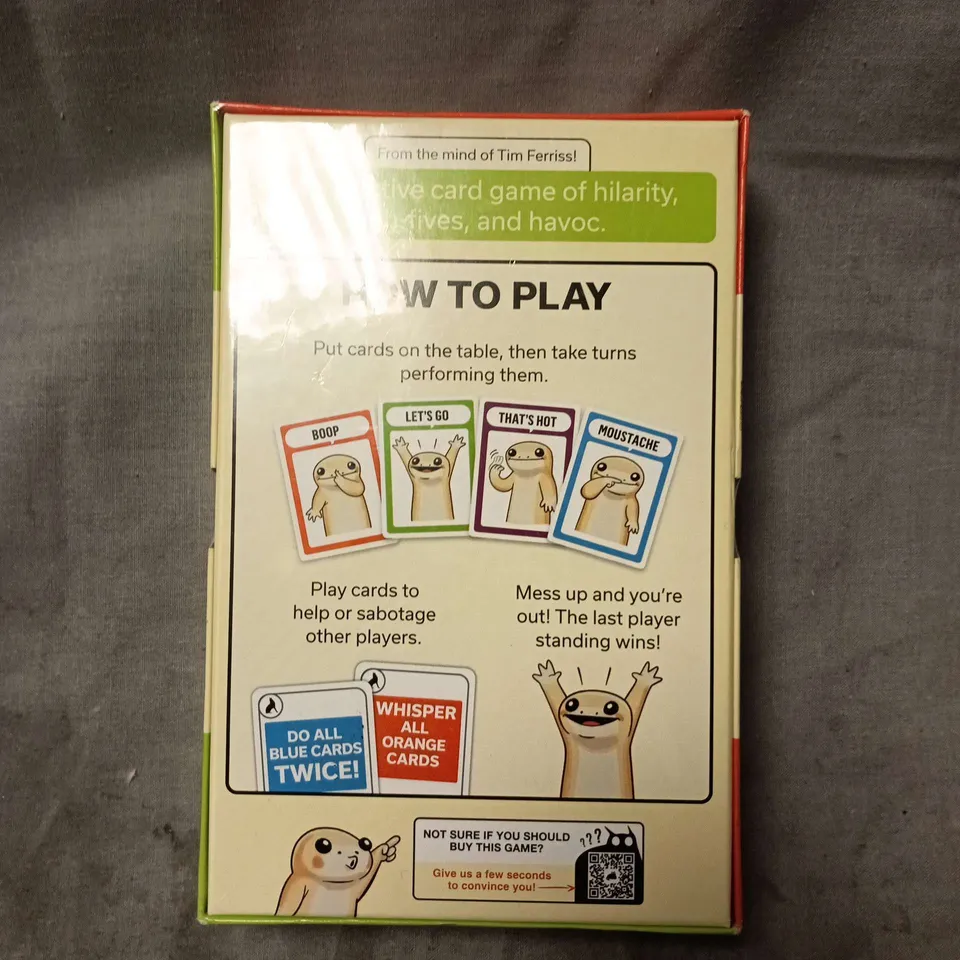 From the mind of Tim Ferriss!
card game of hilarity,
fives, and havoc.
HOW TO PLAY
Put cards on the table, then take turns
performing them.
BOOP
LET'S GO
THAT'S HOT
MOUSTACHE
Play cards to
help or sabotage
other players.
Mess up and you're
out! The last player
standing wins!
DO ALL
BLUE CARDS
TWICE!
WHISPER
ALL
ORANGE
CARDS
NOT SURE IF YOU SHOULD
BUY THIS GAME?
Give us a few seconds
to convince you!
???